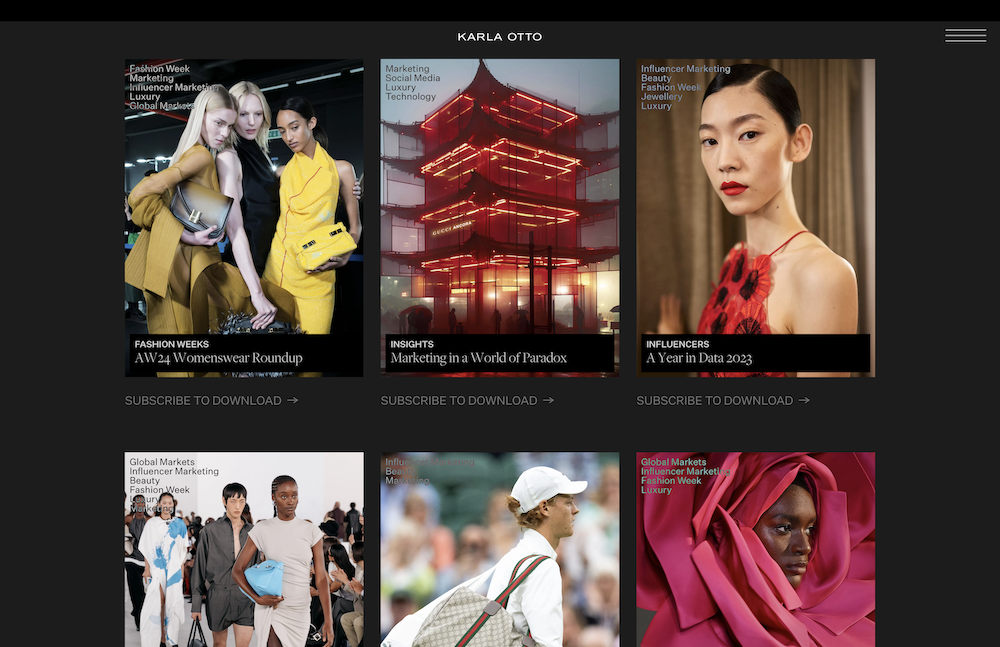 KARLA OTTO
Fashion Week
Marketing
Influencer Marketing
Luxury
Global Markets
FASHION WEEKS
AW24 Womenswear Roundup
SUBSCRIBE TO DOWNLOAD →
Marketing
Social Media
Luxury
Technology
GUCCI ANCORA
INSIGHTS
Marketing in a World of Paradox
SUBSCRIBE TO DOWNLOAD →
Influencer Marketing
Beauty
Fashion Week
Jewellery
Luxury
INFLUENCERS
A Year in Data 2023
SUBSCRIBE TO DOWNLOAD →
Global Markets
Influencer Marketing
Beauty
Fashion Week
Luxury
Marketing
Influencer Marketing
Beauty
Marketing
Global Markets
Influencer Marketing
Fashion Week
Luxury